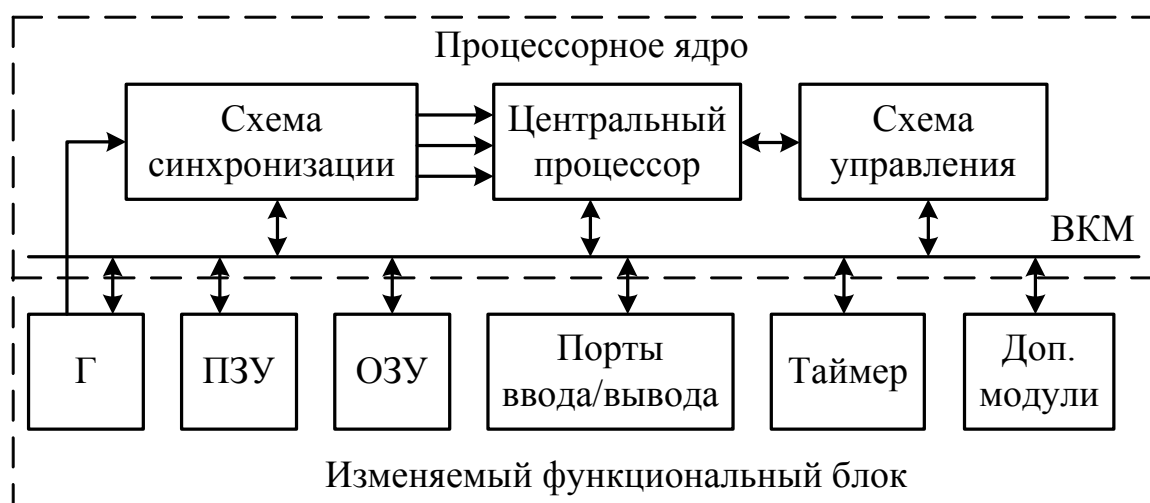 Процессорное ядро
Схема
синхронизации
Центральный
процессор
Схема
управления
ВКМ
Г
ПЗУ
ОЗУ
Порты
ввода/вывода
Таймер
Доп.
модули
Изменяемый функциональный блок